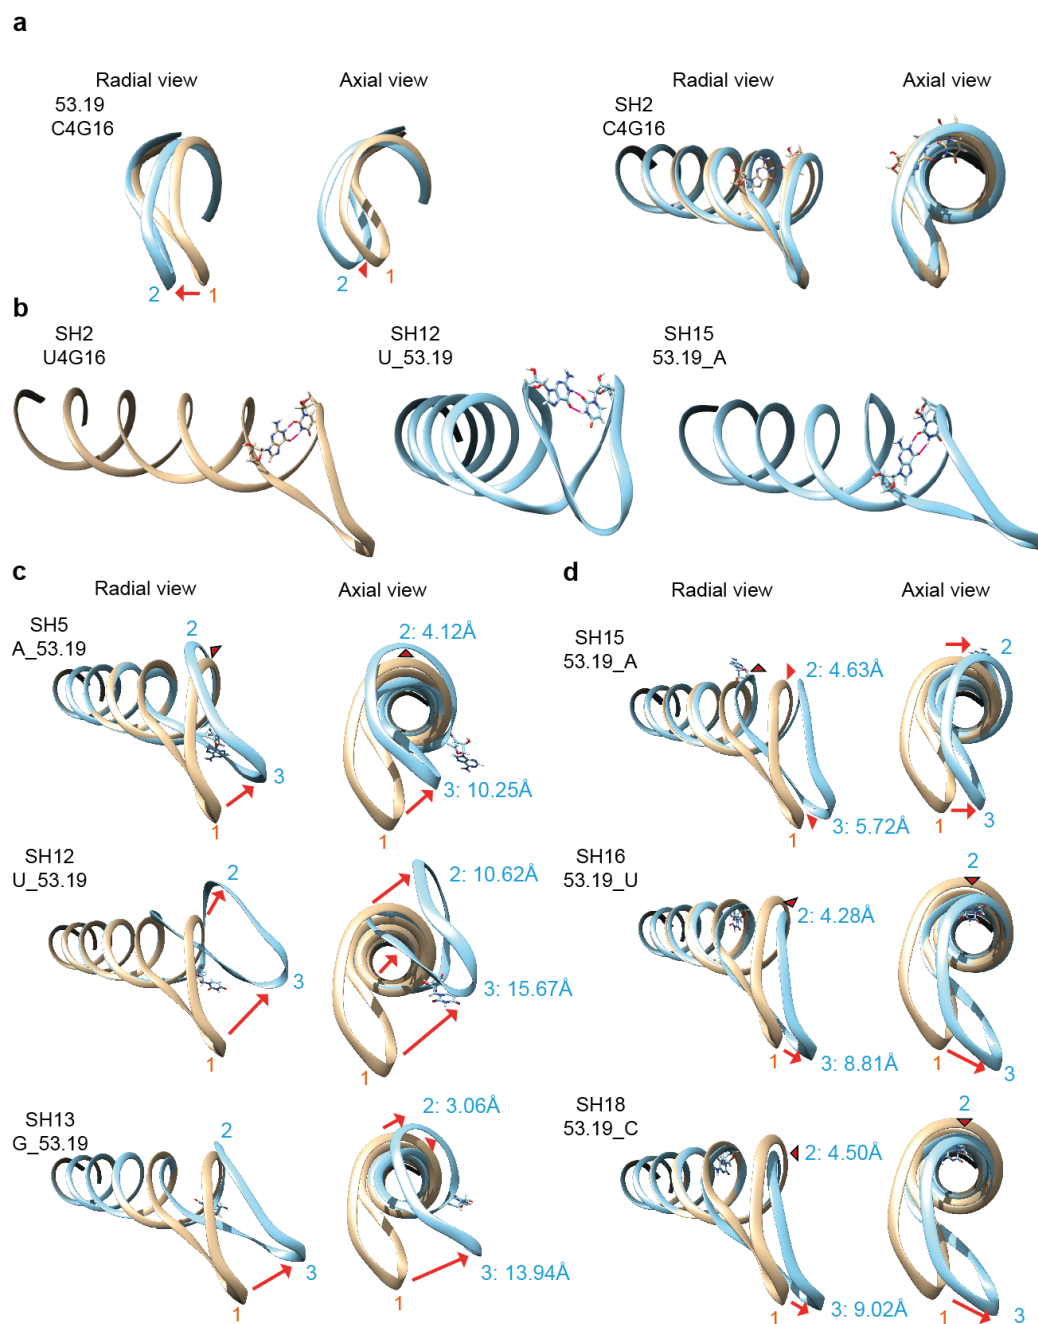 a
Radial view
Axial view
Radial view
Axial view
53.19
C4G16
SH2
C4G16
2
1
2
1
b
SH2
U4G16
SH12
U_53.19
SH15
53.19_A
c
Radial view
Axial view
SH5
A_53.19
2
3
1
2: 4.12Å
3: 10.25Å
1
SH12
U_53.19
2
3
1
2: 10.62Å
3: 15.67Å
1
SH13
G_53.19
2
3
1
2: 3.06Å
3: 13.94Å
1
d
Radial view
Axial view
SH15
53.19_A
2: 4.63Å
1
3: 5.72Å
2
1
3
SH16
53.19_U
2: 4.28Å
1
3: 8.81Å
2
1
3
SH18
53.19_C
2: 4.50Å
1
3: 9.02Å
2
1
3